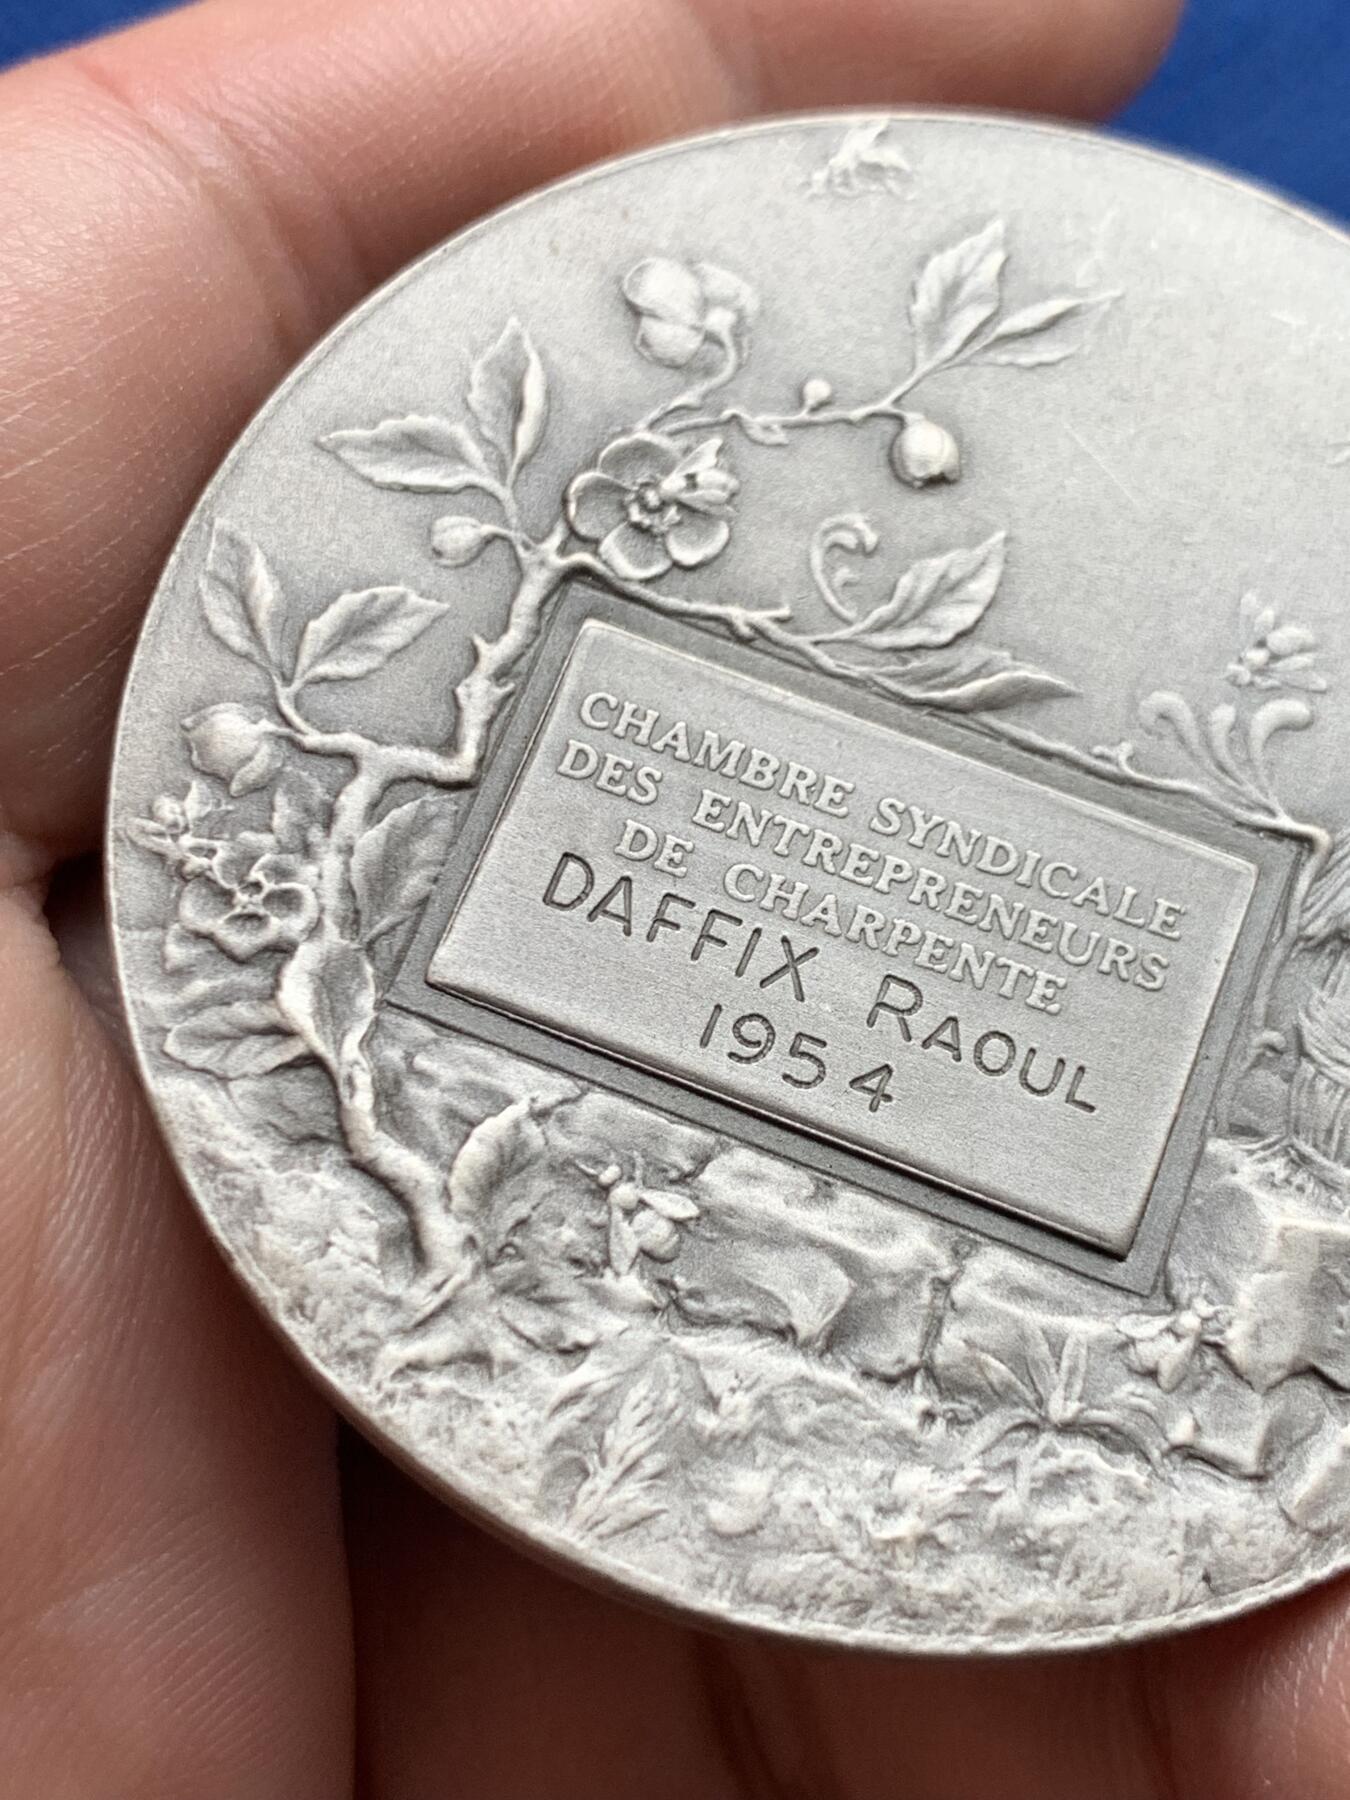 CHAMBRE SYNDICALE
DES ENTREPRENEURS
DE CHARPENTE
DAFFIX RAOUL
1954